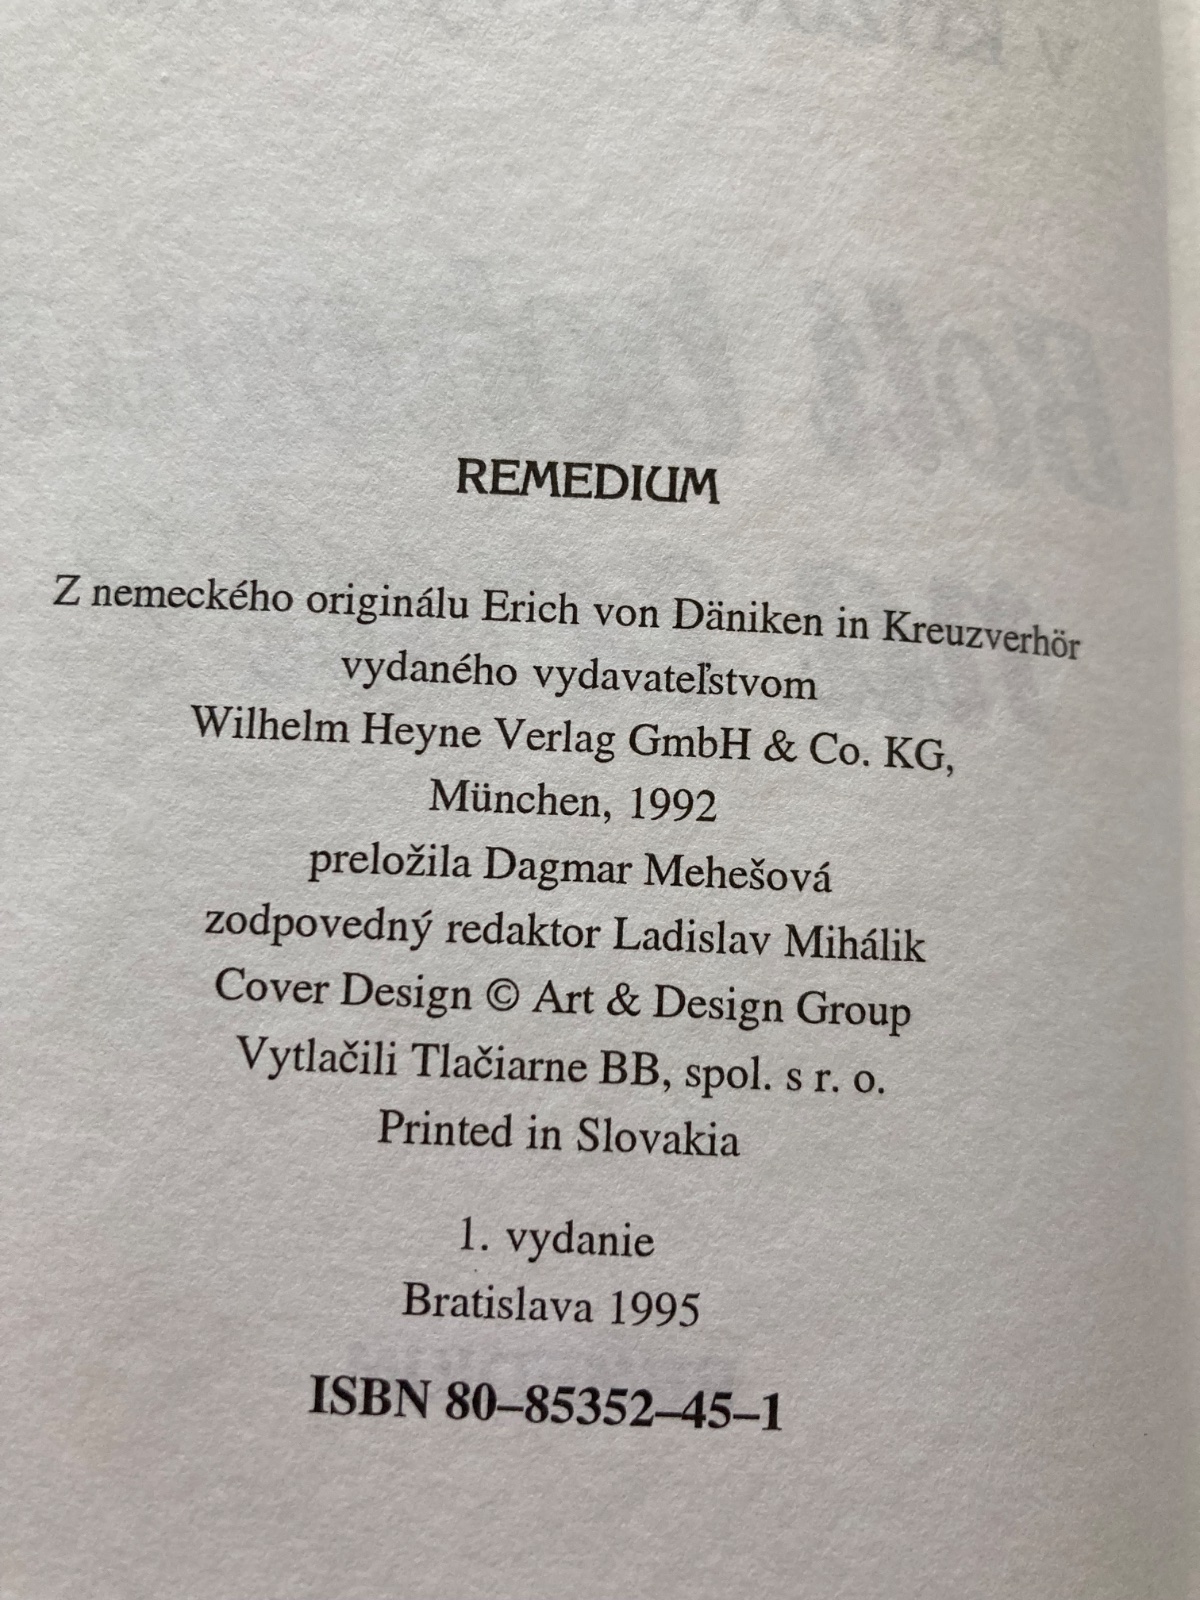 REMEDIUM
Z nemeckého originálu Erich von Däniken in Kreuzverhör
vydaného vydavateľstvom
Wilhelm Heyne Verlag GmbH & Co. KG,
München, 1992
preložila Dagmar Mehešová
zodpovedný redaktor Ladislav Mihálik
Cover Design © Art & Design Group
Vytlačili Tlačiarne BB, spol. s r. o.
Printed in Slovakia
1. vydanie
Bratislava 1995
ISBN 80–85352–45–1